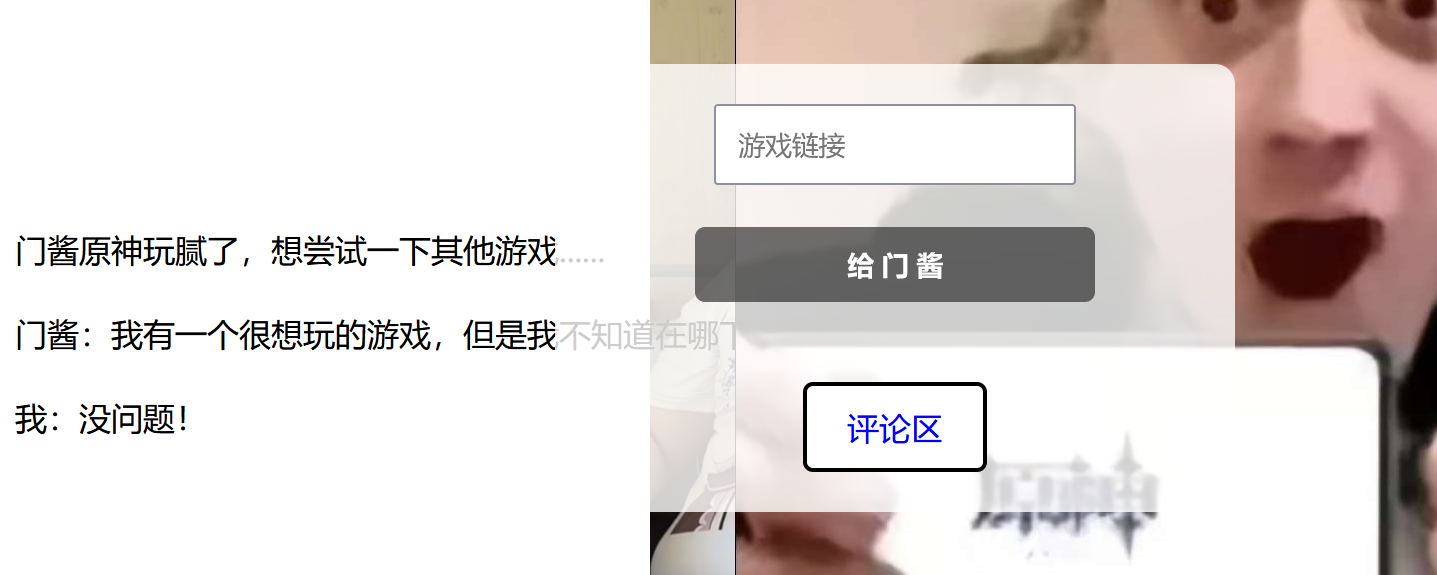 门酱原神玩腻了，想尝试一下其他游戏......
门酱：我有一个很想玩的游戏，但是我不知道在哪下
我：没问题！
游戏链接
给门酱
评论区
原神